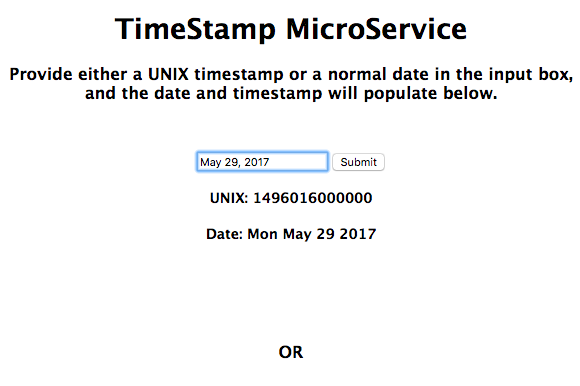 TimeStamp MicroService
Provide either a UNIX timestamp or a normal date in the input box,
and the date and timestamp will populate below.
May 29, 2017 Submit
UNIX: 1496016000000
Date: Mon May 29 2017
OR